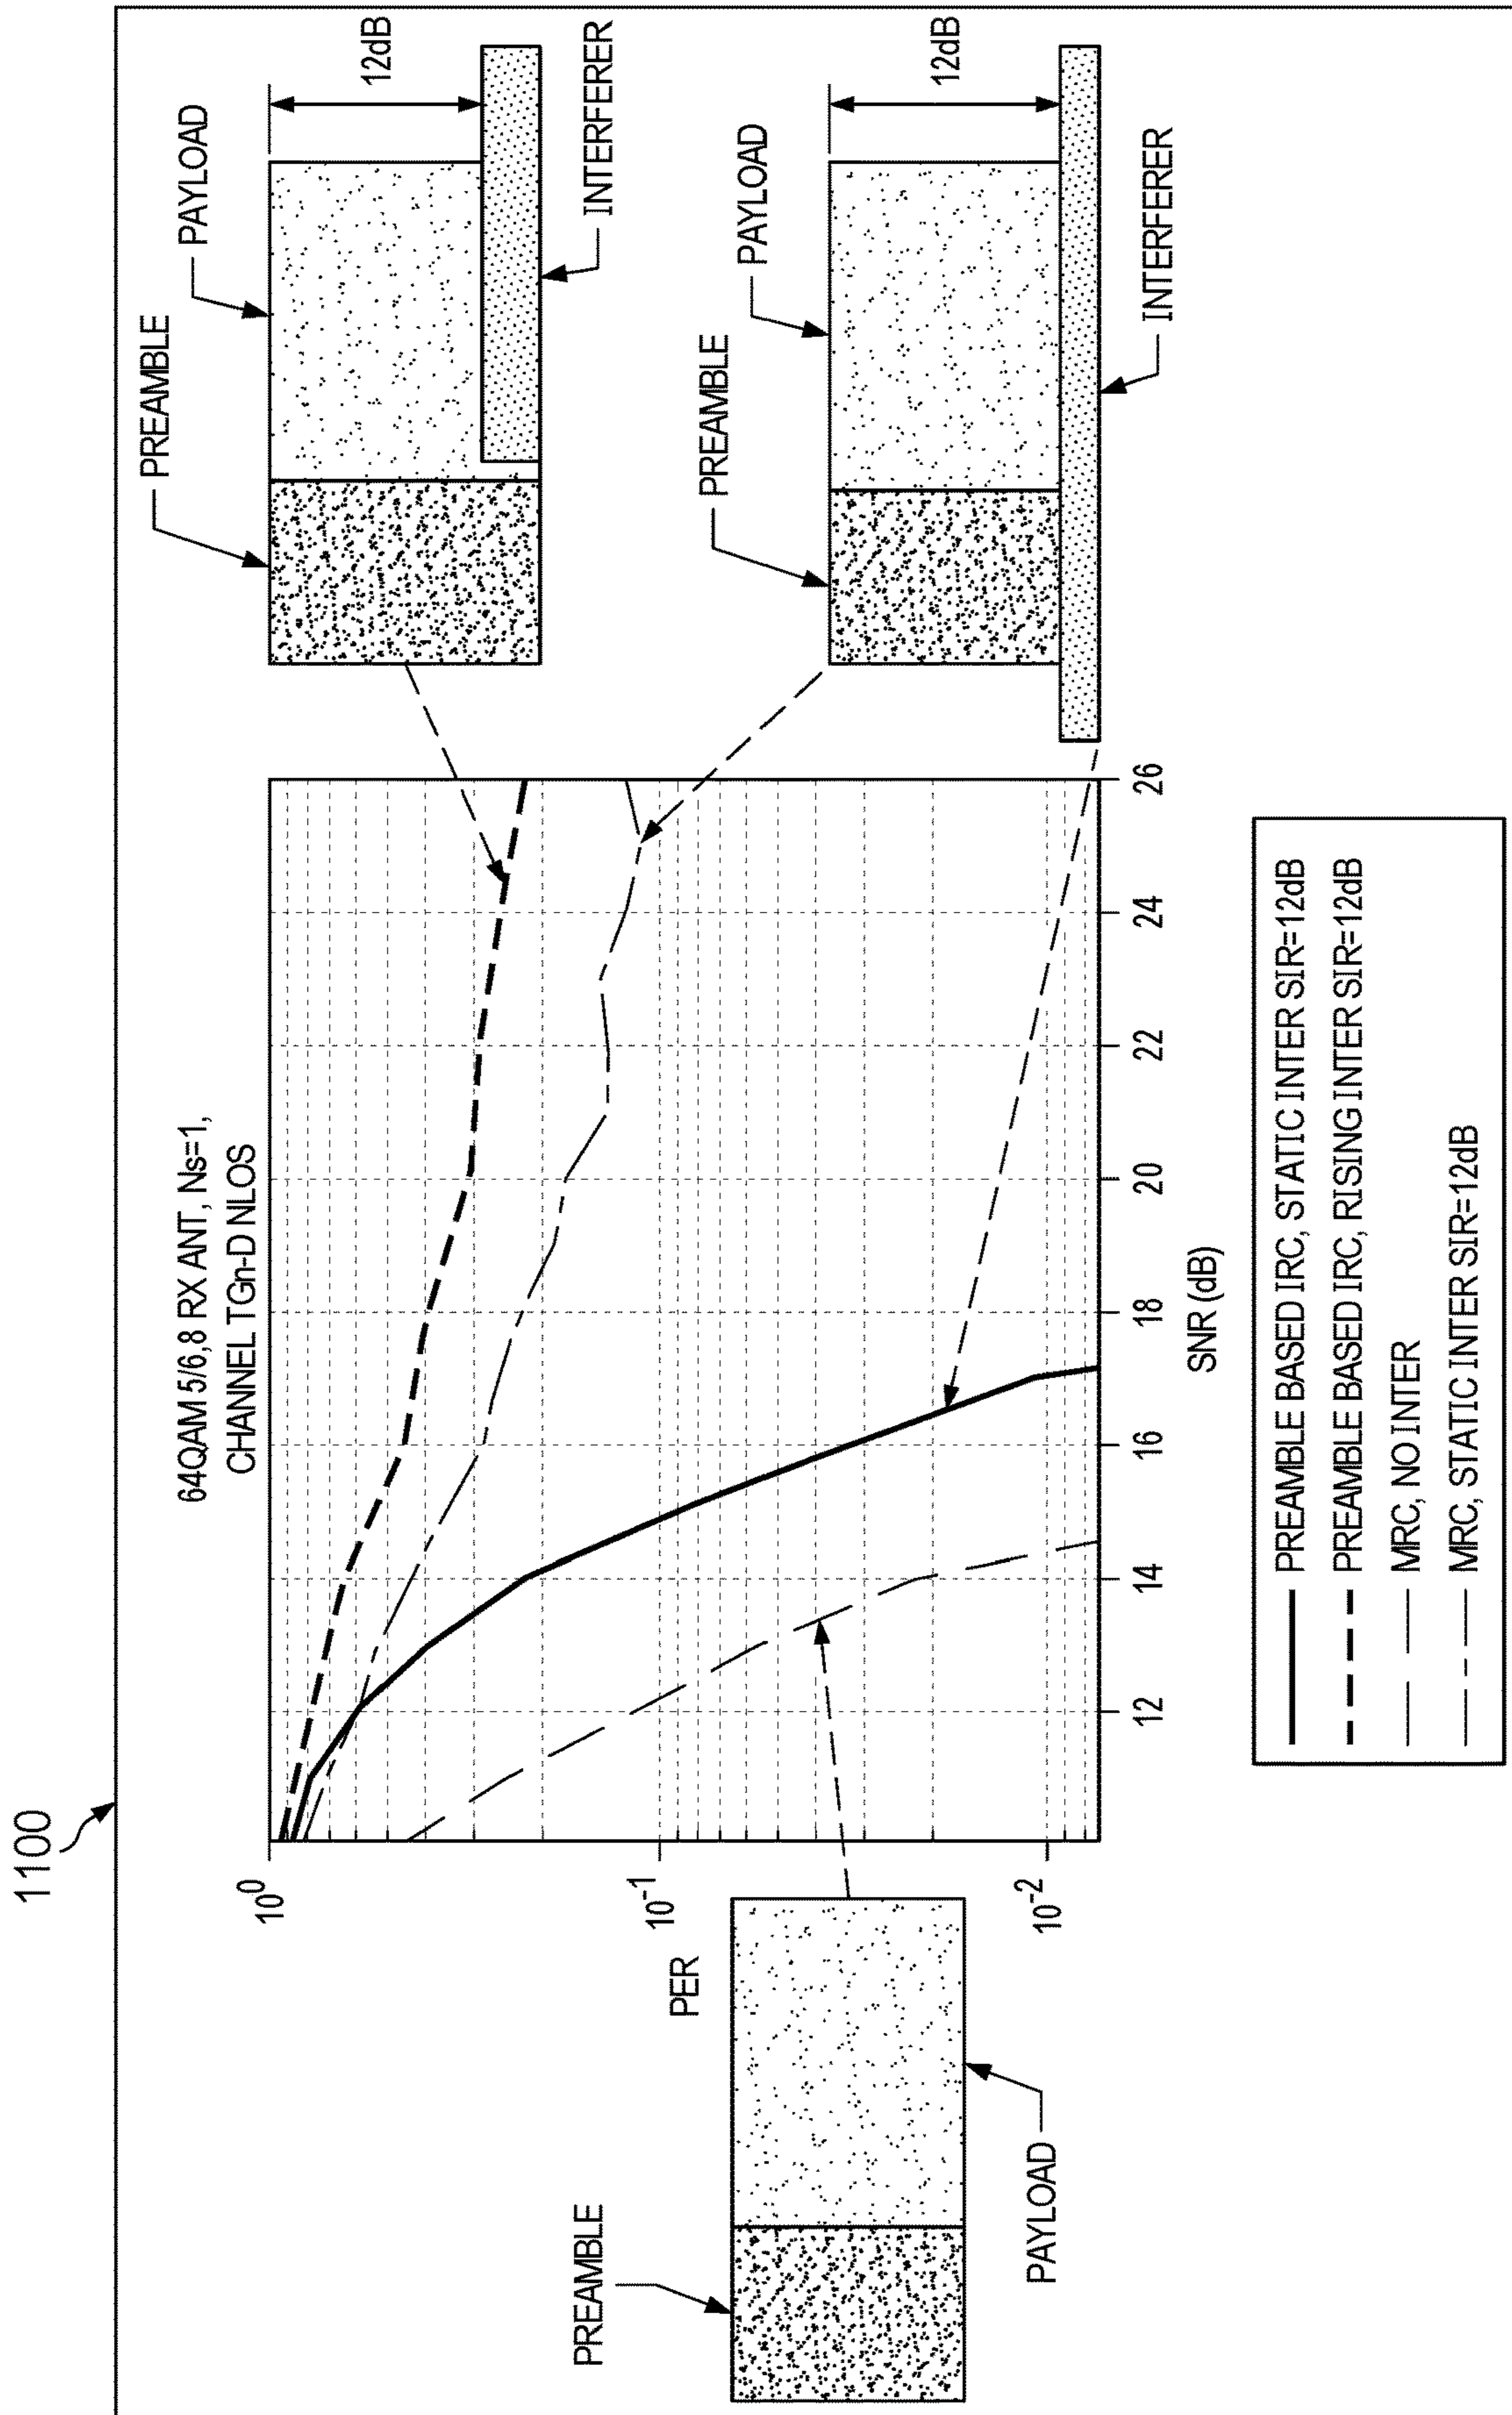 1100
64QAM 5/6,8 RX ANT, Ns=1,
CHANNEL TGn-D NLOS
PREAMBLE
PAYLOAD
12dB
INTERFERER
PREAMBLE
PAYLOAD
12dB
INTERFERER
PREAMBLE
PAYLOAD
PER
10^0
10^-1
10^-2
12
14
16
18
20
22
24
26
SNR (dB)
PREAMBLE BASED IRC, STATIC INTER SIR=12dB
PREAMBLE BASED IRC, RISING INTER SIR=12dB
MRC, NO INTER
MRC, STATIC INTER SIR=12dB